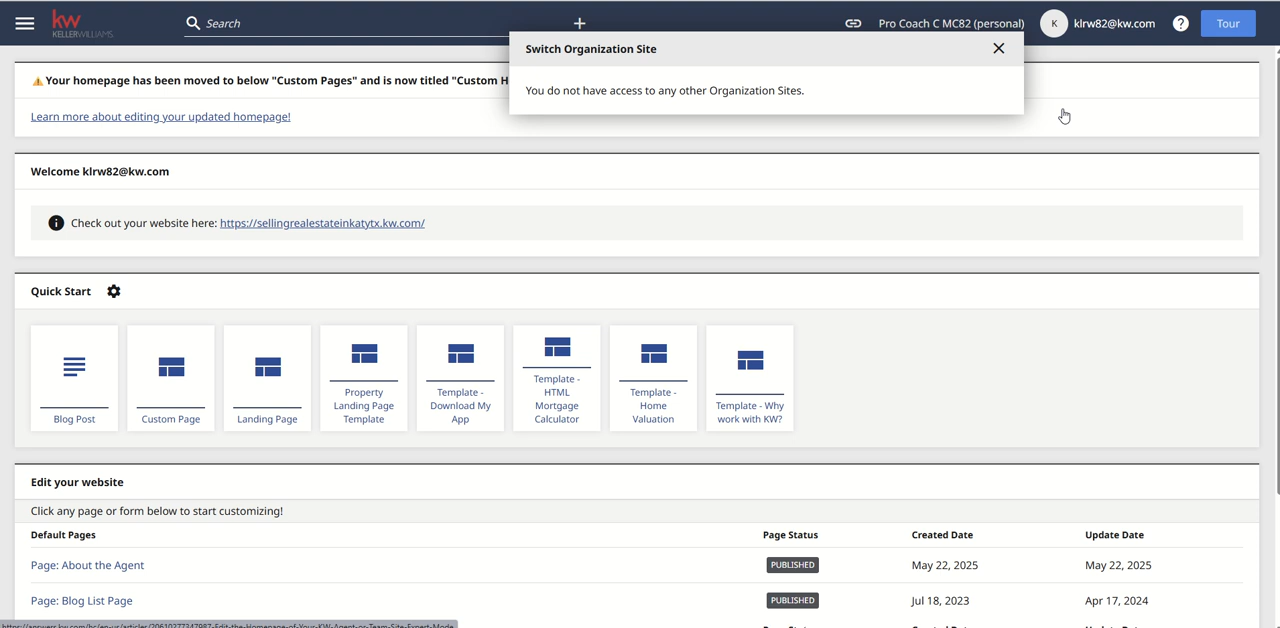 kw
KELLERWILLIAMS
Search
+
Pro Coach C MC82 (personal)
K
klrw82@kw.com
?
Tour
Switch Organization Site
You do not have access to any other Organization Sites.
Your homepage has been moved to below "Custom Pages" and is now titled "Custom H
Learn more about editing your updated homepage!
Welcome klrw82@kw.com
Check out your website here: https://sellingrealestateinkatytx.kw.com/
Quick Start
Blog Post
Custom Page
Landing Page
Property
Landing Page
Template
Template -
Download My
App
Template -
HTML
Mortgage
Calculator
Template -
Home
Valuation
Template - Why
work with KW?
Edit your website
Click any page or form below to start customizing!
Default Pages Page Status Created Date Update Date
Page: About the Agent PUBLISHED May 22, 2025 May 22, 2025
Page: Blog List Page PUBLISHED Jul 18, 2023 Apr 17, 2024
Page Status Created Date Update Date